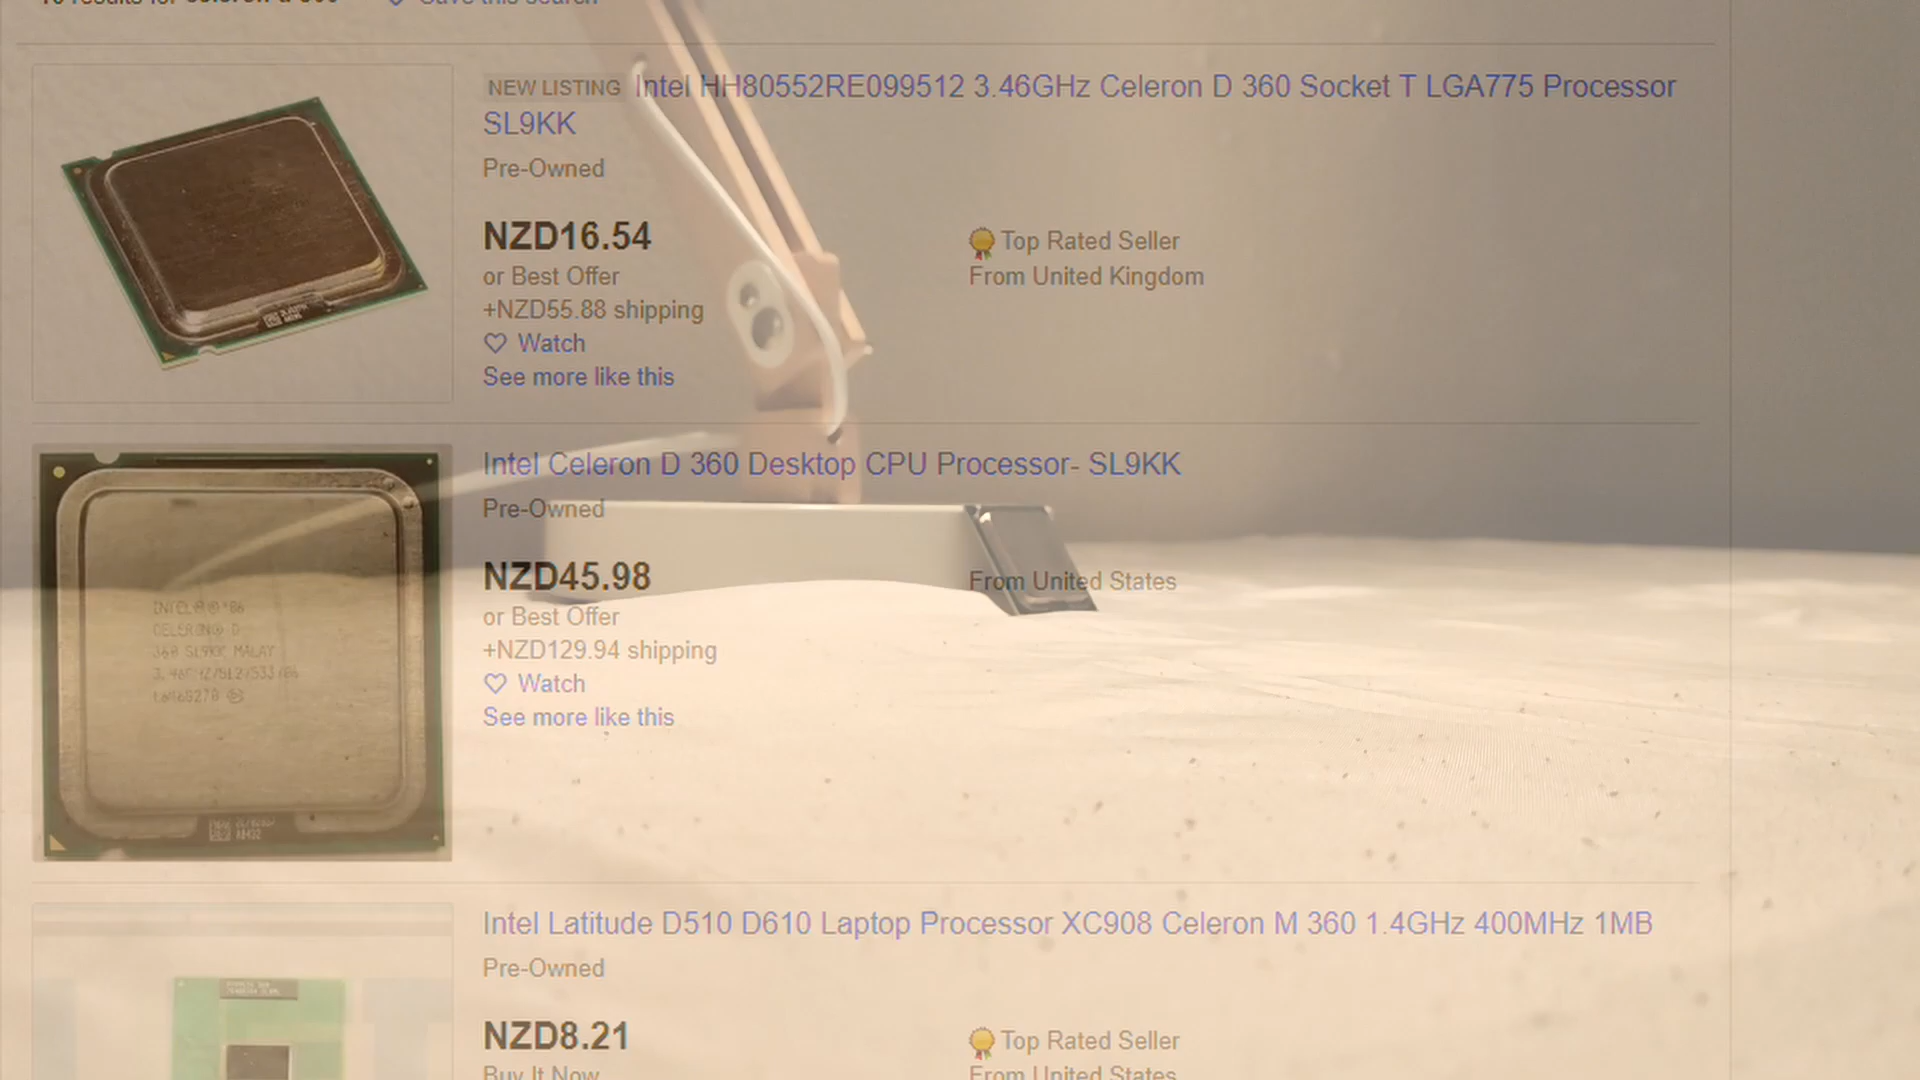 NEW LISTING Intel HH80552RE099512 3.46GHz Celeron D 360 Socket T LGA775 Processor
SL9KK
Pre-Owned
NZD16.54
or Best Offer
+NZD55.88 shipping
Watch
See more like this
Top Rated Seller
From United Kingdom
Intel Celeron D 360 Desktop CPU Processor- SL9KK
Pre-Owned
NZD45.98
or Best Offer
+NZD129.94 shipping
Watch
See more like this
From United States
360 SL9KK MALAY
Intel Latitude D510 D610 Laptop Processor XC908 Celeron M 360 1.4GHz 400MHz 1MB
Pre-Owned
NZD8.21
Buy It Now
Top Rated Seller
From United States